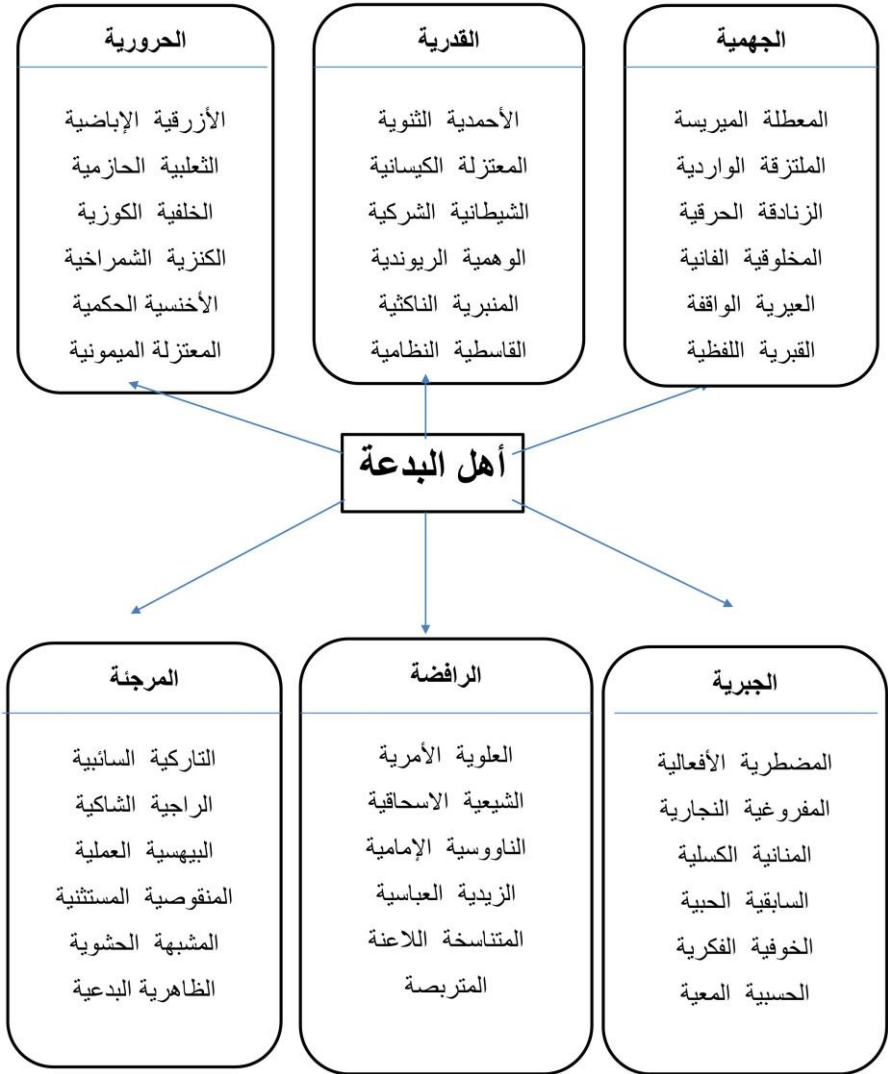 الجهمية
المعطلة الميريسة
الملتزقة الواردية
الزنادقة الحرقية
المخلوقية الفانية
العيرية الواقفة
القبرية اللفظية
القدرية
الأحمدية الثنوية
المعتزلة الكيسانية
الشيطانية الشركية
الوهمية الريوندية
المنبرية الناكثية
القاسطية النظامية
الحرورية
الأزرقية الإباضية
الثعلبية الحازمية
الخلفية الكوزية
الكنزية الشمراخية
الأخنسية الحكمية
المعتزلة الميمونية
أهل البدعة
الجبرية
المضطرية الأفعالية
المفروغية النجارية
المنانية الكسلية
السابقية الحبية
الخوفية الفكرية
الحسبية المعية
الرافضة
العلوية الأمرية
الشيعية الاسحاقية
الناووسية الإمامية
الزيدية العباسية
المتناسخة اللاعنة
المتربصة
المرجئة
التاركية السائبية
الراجية الشاكية
البيهسية العملية
المنقوصية المستثنية
المشبهة الحشوية
الظاهرية البدعية